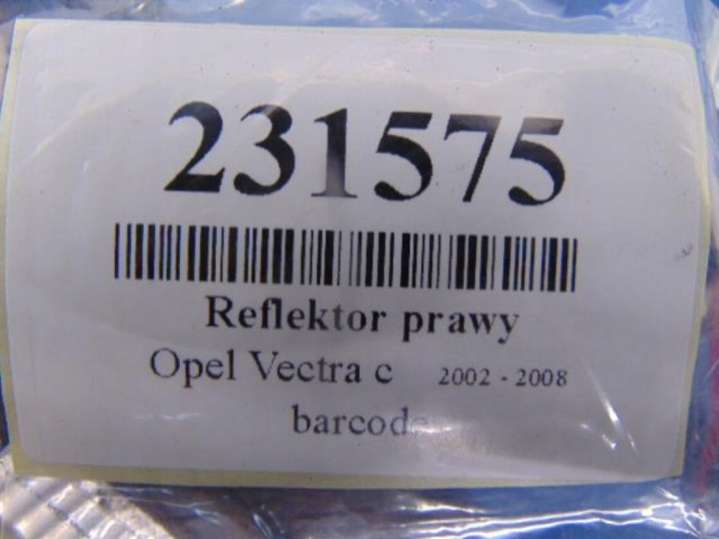 231575
Reflektor prawy
Opel Vectra c 2002 - 2008
barcode